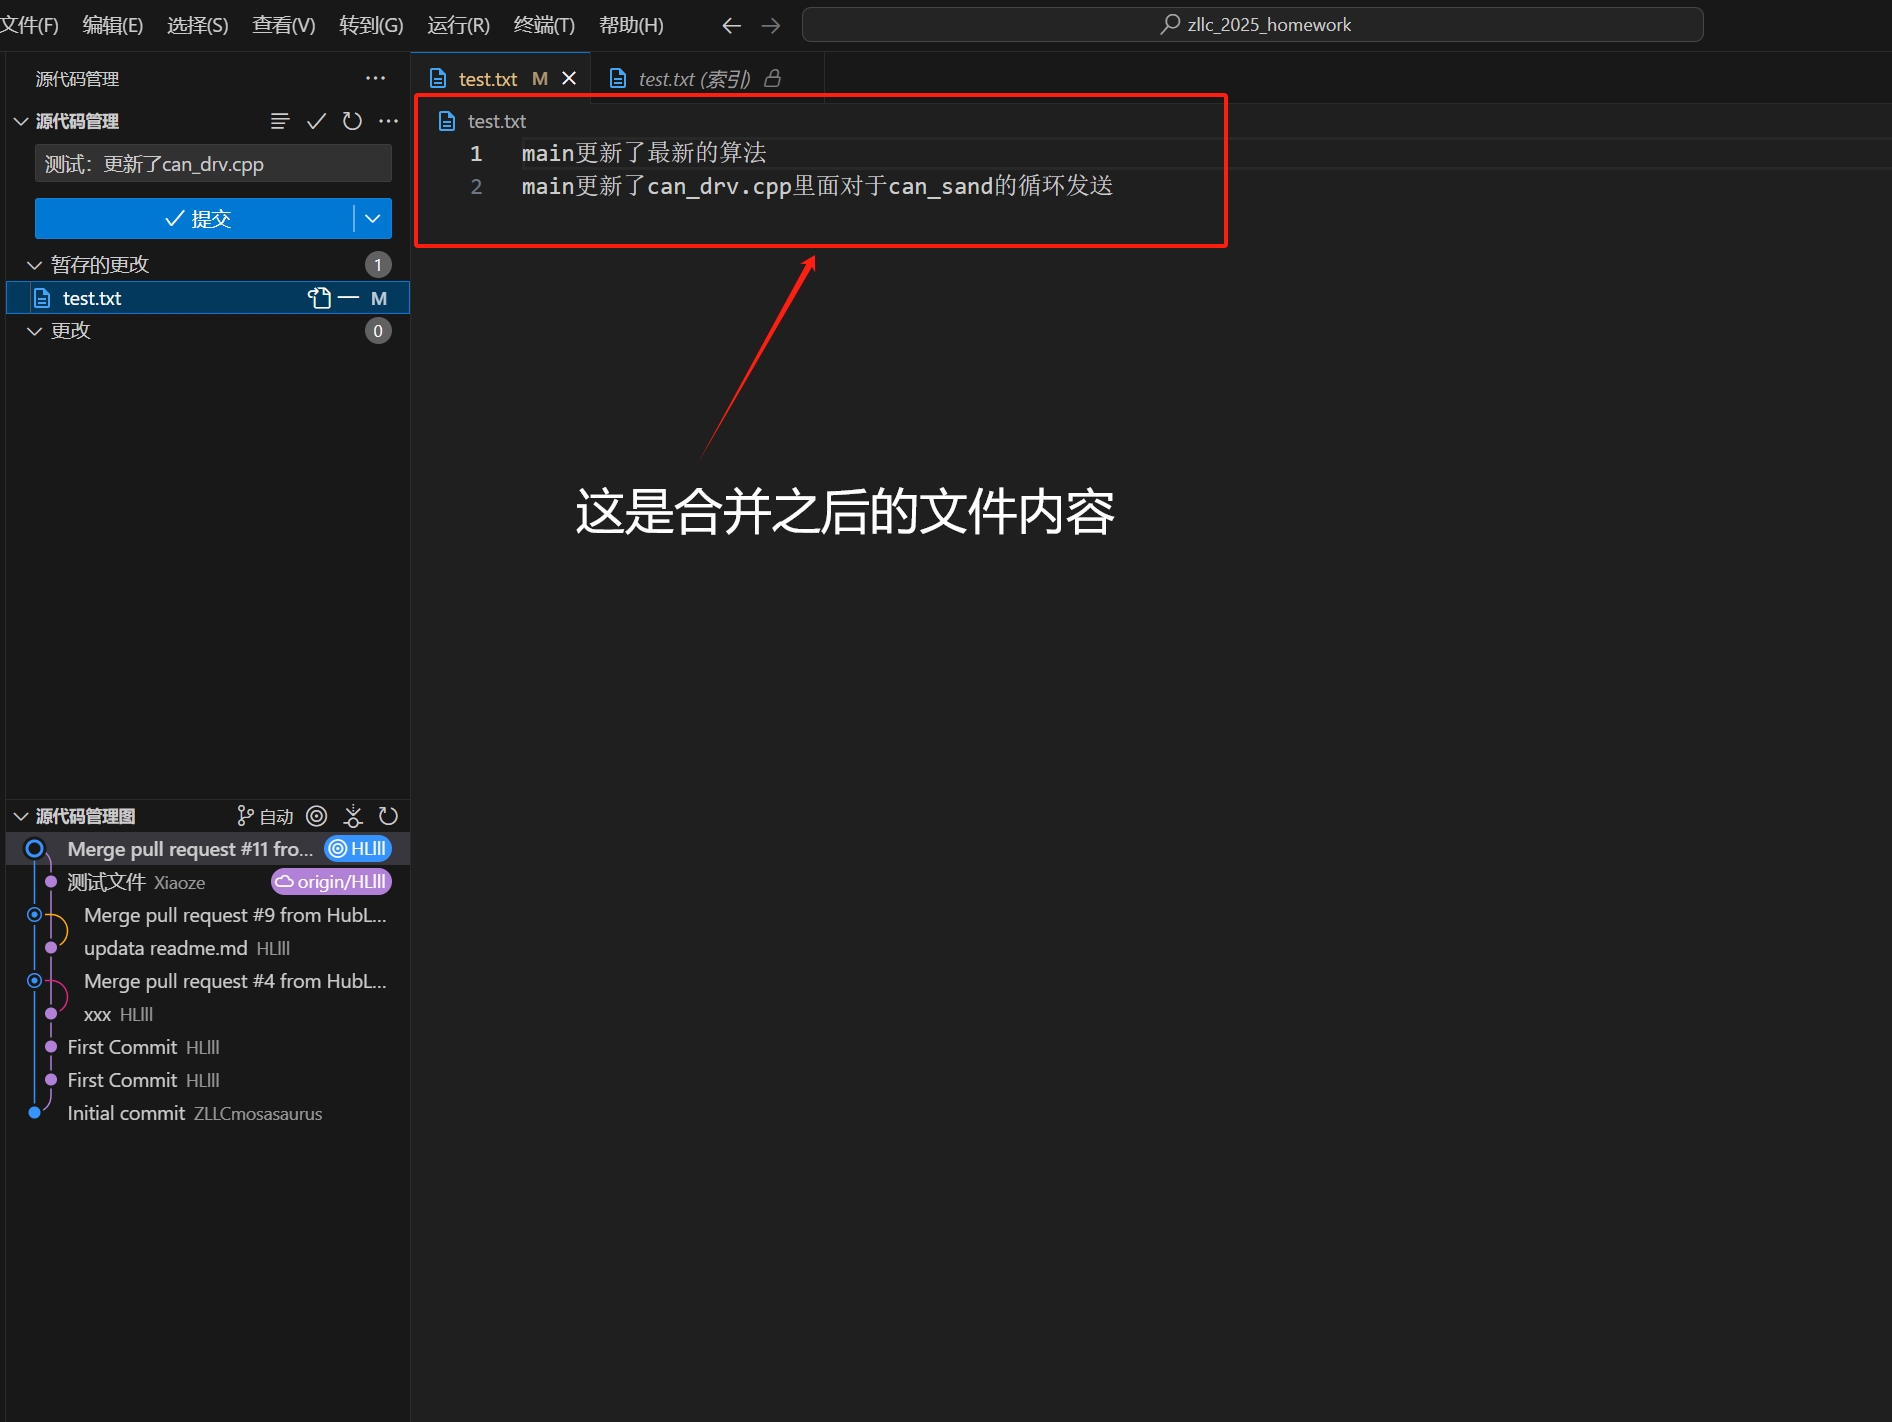 文件(F) 编辑(E) 选择(S) 查看(V) 转到(G) 运行(R) 终端(T) 帮助(H)
zllc_2025_homework
源代码管理
源代码管理
测试：更新了can_drv.cpp
提交
暂存的更改 1
test.txt M
更改 0
test.txt M
test.txt (索引)
test.txt
1 main更新了最新的算法
2 main更新了can_drv.cpp里面对于can_sand的循环发送
这是合并之后的文件内容
源代码管理图 自动
Merge pull request #11 fro... HLlll
测试文件 Xiaoze origin/HLlll
Merge pull request #9 from HubL...
updata readme.md HLlll
Merge pull request #4 from HubL...
xxx HLlll
First Commit HLlll
First Commit HLlll
Initial commit ZLLCmosasaurus